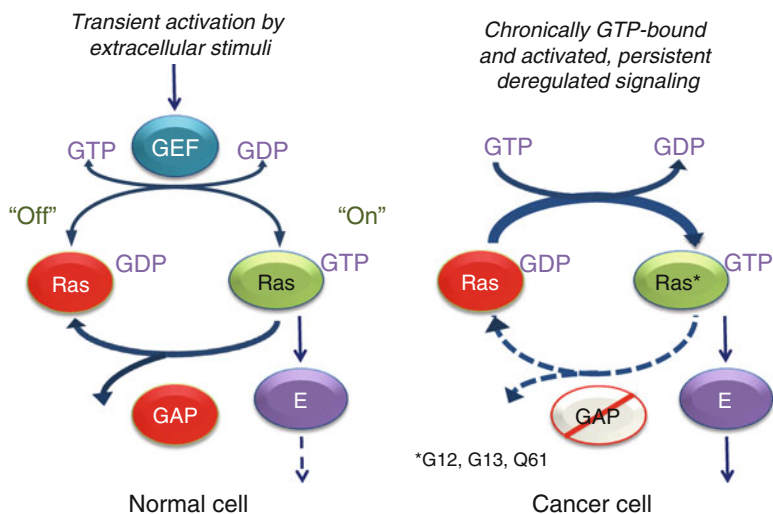 Transient activation by
extracellular stimuli
GEF
GTP
GDP
“Off”
“On”
Ras
GDP
Ras
GTP
GAP
E
Normal cell
Chronically GTP-bound
and activated, persistent
deregulated signaling
GTP
GDP
Ras
GDP
Ras*
GTP
GAP
E
*G12, G13, Q61
Cancer cell